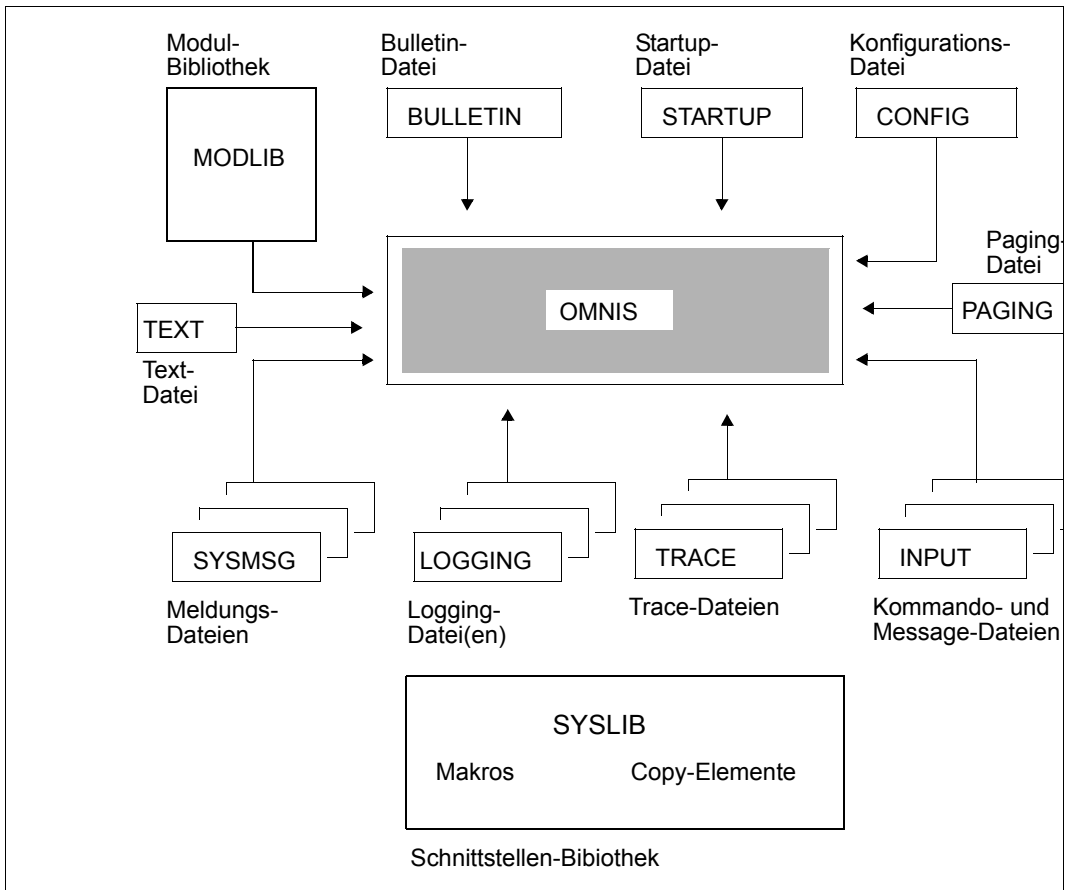 Modul-
Bibliothek
Bulletin-
Datei
Startup-
Datei
Konfigurations-
Datei
MODLIB
BULLETIN
STARTUP
CONFIG
Paging-
Datei
OMNIS
PAGING
TEXT
Text-
Datei
SYSMSG
LOGGING
TRACE
INPUT
Meldungs-
Dateien
Logging-
Datei(en)
Trace-Dateien
Kommando- und
Message-Dateien
SYSLIB
Makros Copy-Elemente
Schnittstellen-Bibiothek